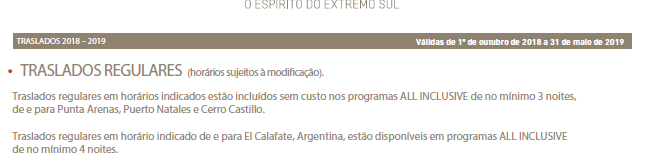 O ESPÍRITO DO EXTREMO SUL
TRASLADOS 2018 – 2019 Válidas de 1º de outubro de 2018 a 31 de maio de 2019
• TRASLADOS REGULARES (horários sujeitos à modificação).
Traslados regulares em horários indicados estão incluídos sem custo nos programas ALL INCLUSIVE de no mínimo 3 noites,
de e para Punta Arenas, Puerto Natales e Cerro Castillo.
Traslados regulares em horário indicado de e para El Calafate, Argentina, estão disponíveis em programas ALL INCLUSIVE
de no mínimo 4 noites.